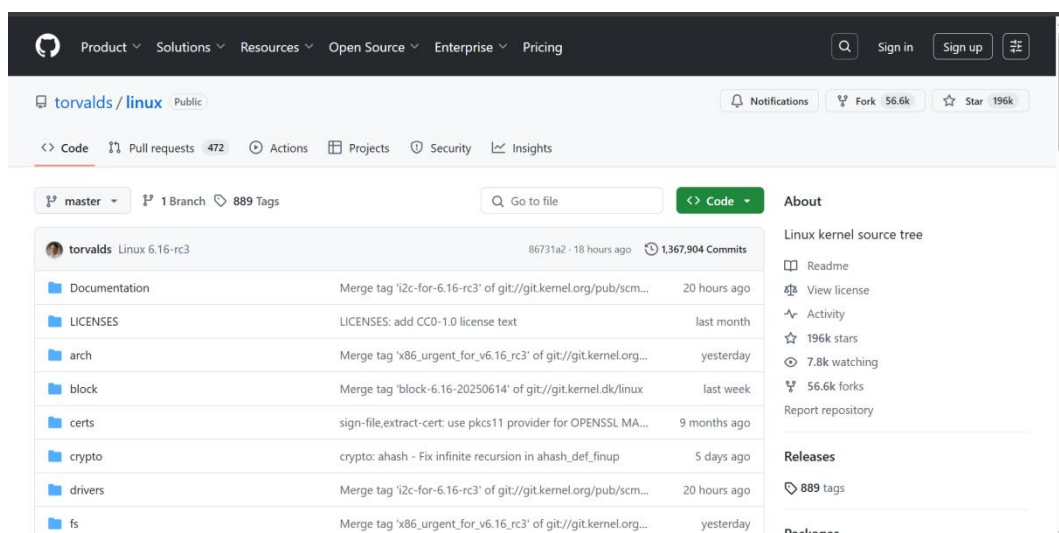 Product Solutions Resources Open Source Enterprise Pricing Sign in Sign up
torvalds / linux Public Notifications Fork 56.6k Star 196k
Code Pull requests 472 Actions Projects Security Insights
master 1 Branch 889 Tags Go to file Code
torvalds Linux 6.16-rc3 86731a2 · 18 hours ago 1,367,904 Commits
Documentation Merge tag 'i2c-for-6.16-rc3' of git://git.kernel.org/pub/scm... 20 hours ago
LICENSES LICENSES: add CC0-1.0 license text last month
arch Merge tag 'x86_urgent_for_v6.16_rc3' of git://git.kernel.org... yesterday
block Merge tag 'block-6.16-20250614' of git://git.kernel.dk/linux last week
certs sign-file,extract-cert: use pkcs11 provider for OPENSSL MA... 9 months ago
crypto crypto: ahash - Fix infinite recursion in ahash_def_finup 5 days ago
drivers Merge tag 'i2c-for-6.16-rc3' of git://git.kernel.org/pub/scm... 20 hours ago
fs Merge tag 'x86_urgent_for_v6.16_rc3' of git://git.kernel.org... yesterday
About
Linux kernel source tree
Readme
View license
Activity
196k stars
7.8k watching
56.6k forks
Report repository
Releases
889 tags
Packages